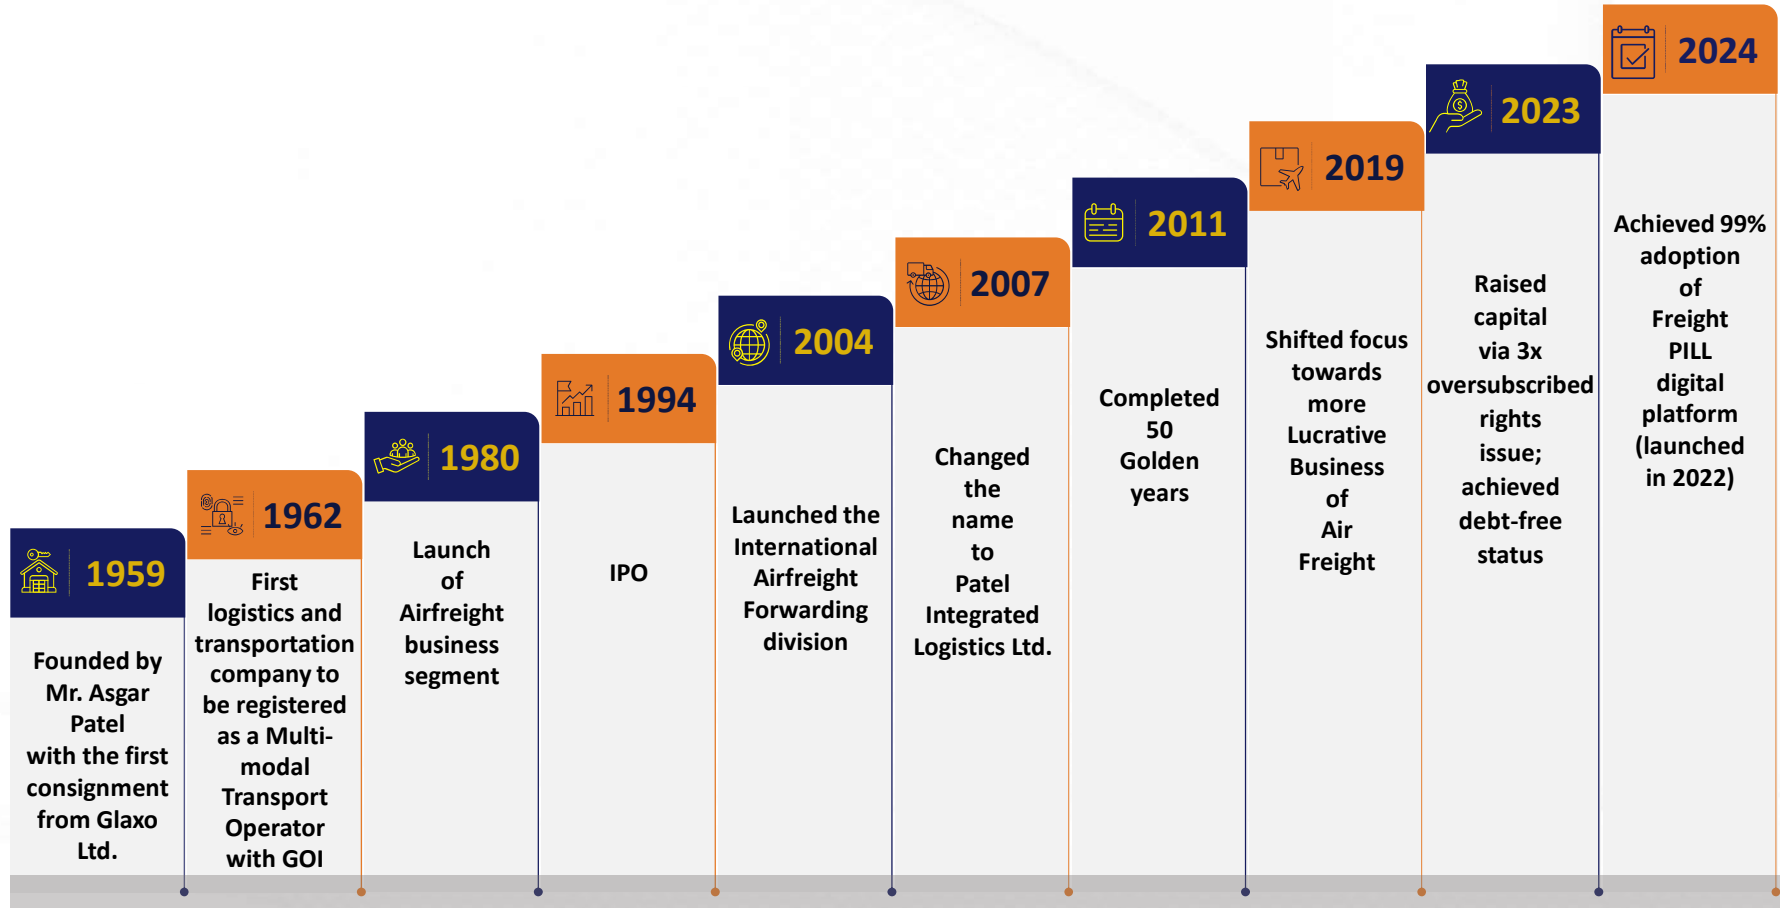 1959
Founded by
Mr. Asgar
Patel
with the first
consignment
from Glaxo
Ltd.
1962
First
logistics and
transportation
company to
be registered
as a Multi-
modal
Transport
Operator
with GOI
1980
Launch
of
Airfreight
business
segment
1994
IPO
2004
Launched the
International
Airfreight
Forwarding
division
2007
Changed
the
name
to
Patel
Integrated
Logistics Ltd.
2011
Completed
50
Golden
years
2019
Shifted focus
towards
more
Lucrative
Business
of
Air
Freight
2023
Raised
capital
via 3x
oversubscribed
rights
issue;
achieved
debt-free
status
2024
Achieved 99%
adoption
of
Freight
PILL
digital
platform
(launched
in 2022)